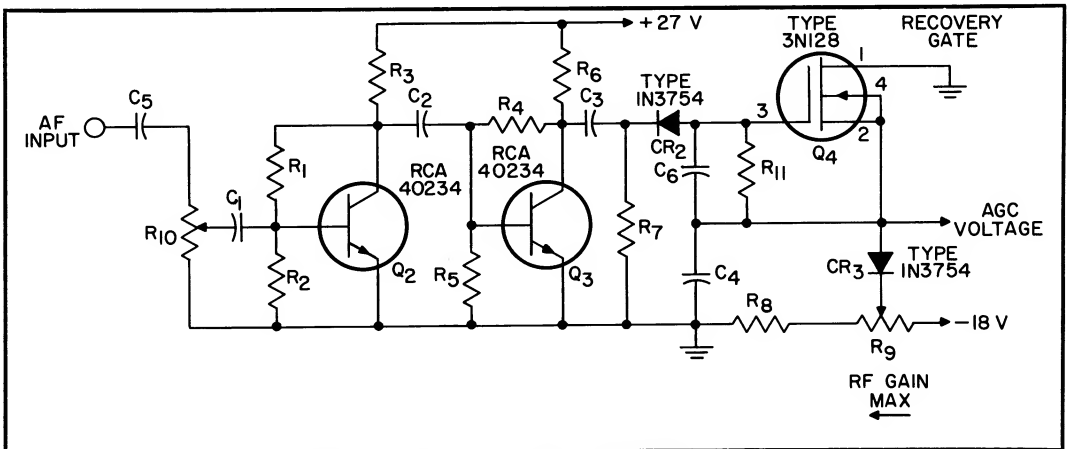 +27 V
TYPE
3N128
RECOVERY
GATE
1
4
3
2
Q4
R3
R6
TYPE
IN3754
C5
C2
R4
C3
CR2
AF
INPUT
R1
RCA
40234
RCA
40234
C6
R11
R10
C1
R7
AGC
VOLTAGE
R2
Q2
R5
Q3
C4
CR3
TYPE
IN3754
R8
R9
−18 V
RF GAIN
MAX